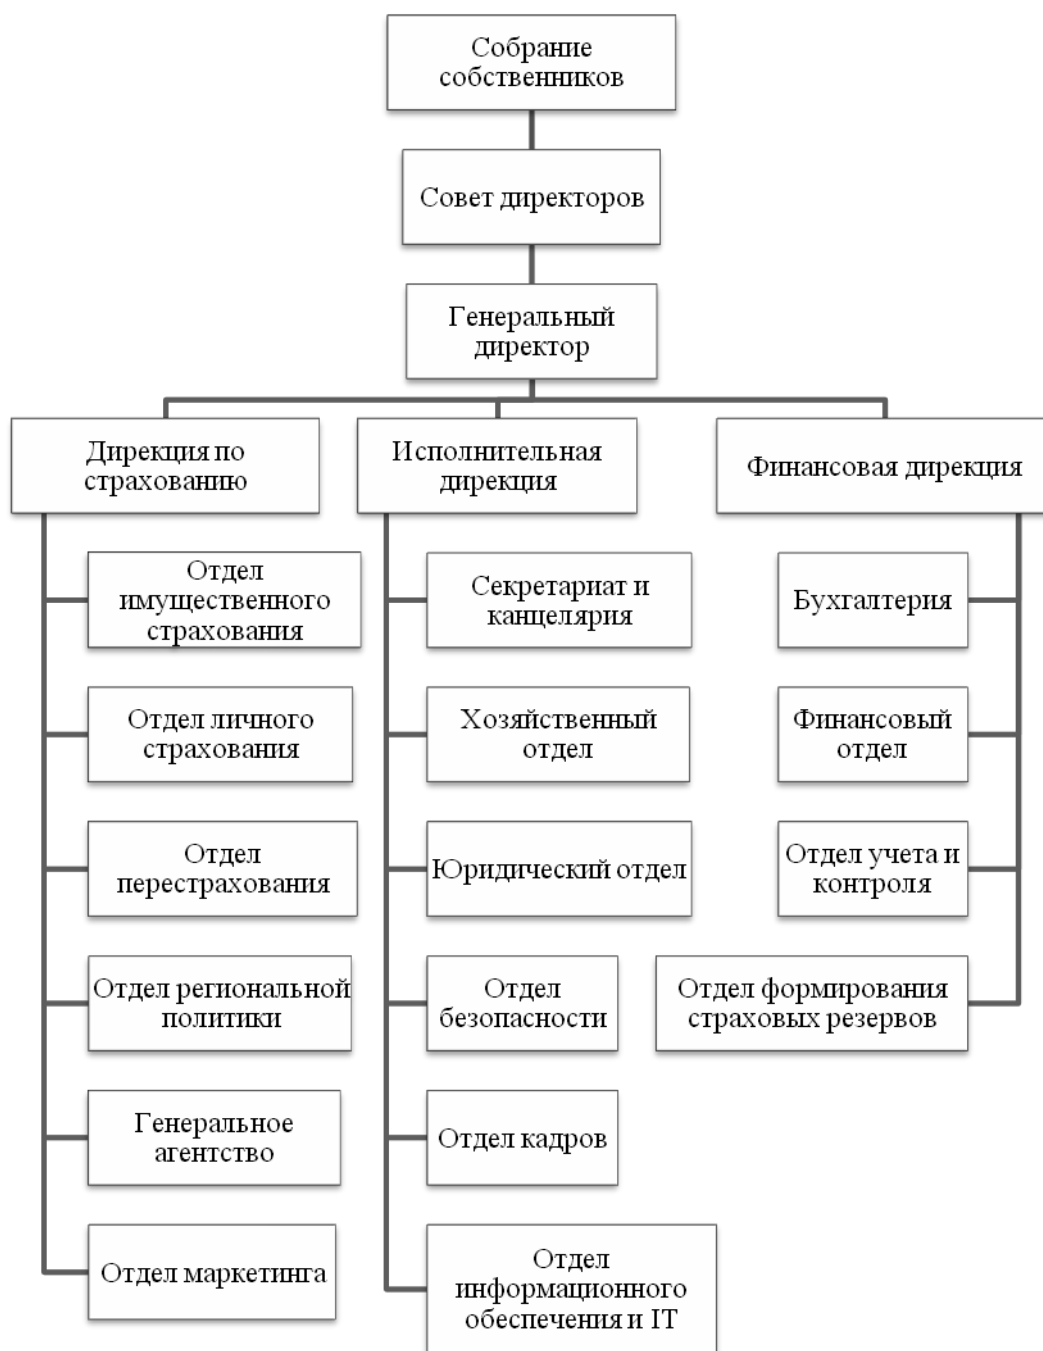 Собрание
собственников
Совет директоров
Генеральный
директор
Дирекция по
страхованию
Исполнительная
дирекция
Финансовая дирекция
Отдел
имущественного
страхования
Секретариат и
канцелярия
Бухгалтерия
Отдел личного
страхования
Хозяйственный
отдел
Финансовый
отдел
Отдел
перестрахования
Юридический отдел
Отдел учета и
контроля
Отдел региональной
политики
Отдел
безопасности
Отдел формирования
страховых резервов
Генеральное
агентство
Отдел кадров
Отдел маркетинга
Отдел
информационного
обеспечения и IT